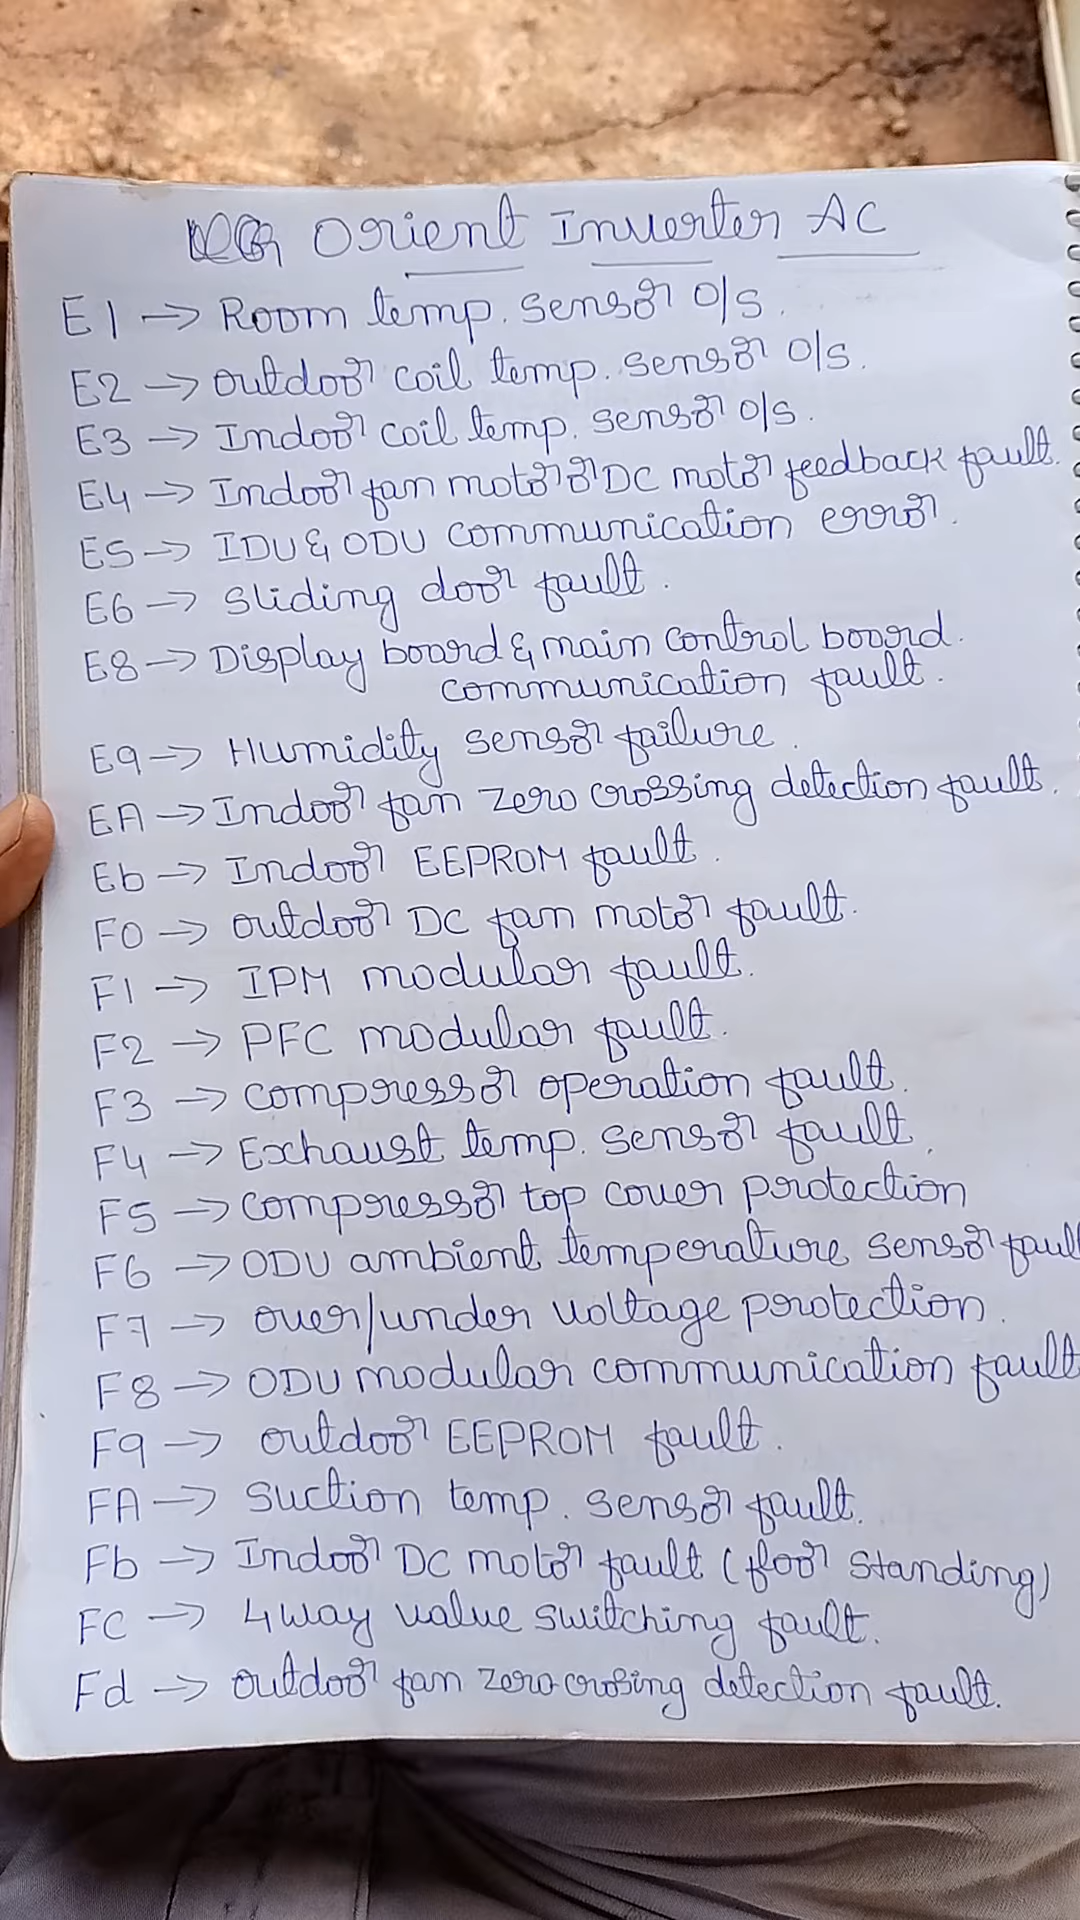 Orient Inverter AC
E1 → Room temp. sensor o/s.
E2 → outdoor coil temp. sensor o/s.
E3 → Indoor coil temp. sensor o/s.
E4 → Indoor fan motor or DC motor feedback fault.
E5 → IDU & ODU communication error.
E6 → Sliding door fault.
E8 → Display board & main control board.
communication fault.
E9 → Humidity sensor failure.
EA → Indoor fan zero crossing detection fault.
Eb → Indoor EEPROM fault.
F0 → outdoor DC fan motor fault.
F1 → IPM modular fault.
F2 → PFC modular fault.
F3 → compressor operation fault.
F4 → Exhaust temp. sensor fault.
F5 → compressor top cover protection
F6 → ODU ambient temperature sensor fault
F7 → over/under voltage protection.
F8 → ODU modular communication fault
F9 → outdoor EEPROM fault.
FA → suction temp. sensor fault.
Fb → Indoor DC motor fault (floor standing)
FC → 4 way value switching fault.
Fd → outdoor fan zero crossing detection fault.